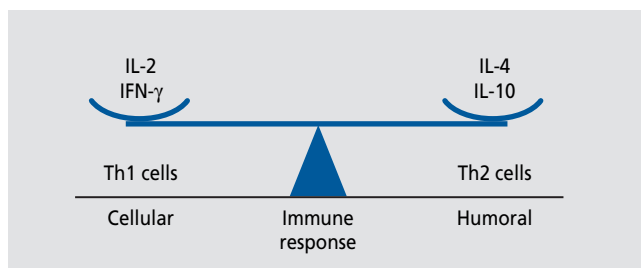 IL-2
IFN-γ
IL-4
IL-10
Th1 cells
Th2 cells
Cellular
Immune
response
Humoral